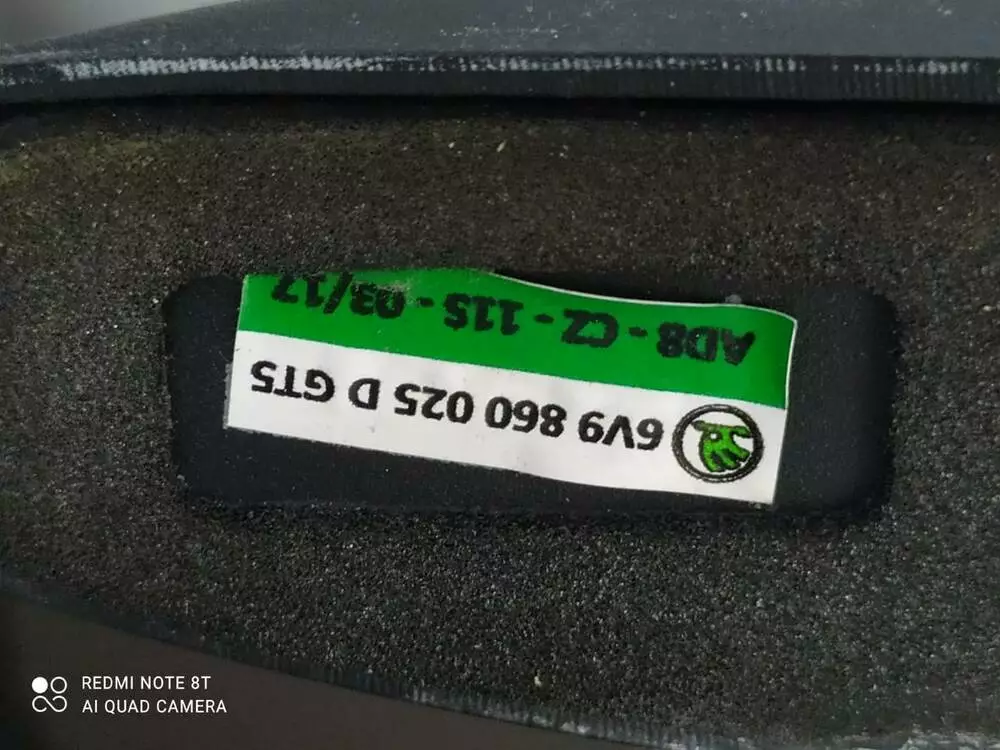 6V9 860 025 D GT5
AD8 - CZ - 115 - 03/17
REDMI NOTE 8T
AI QUAD CAMERA